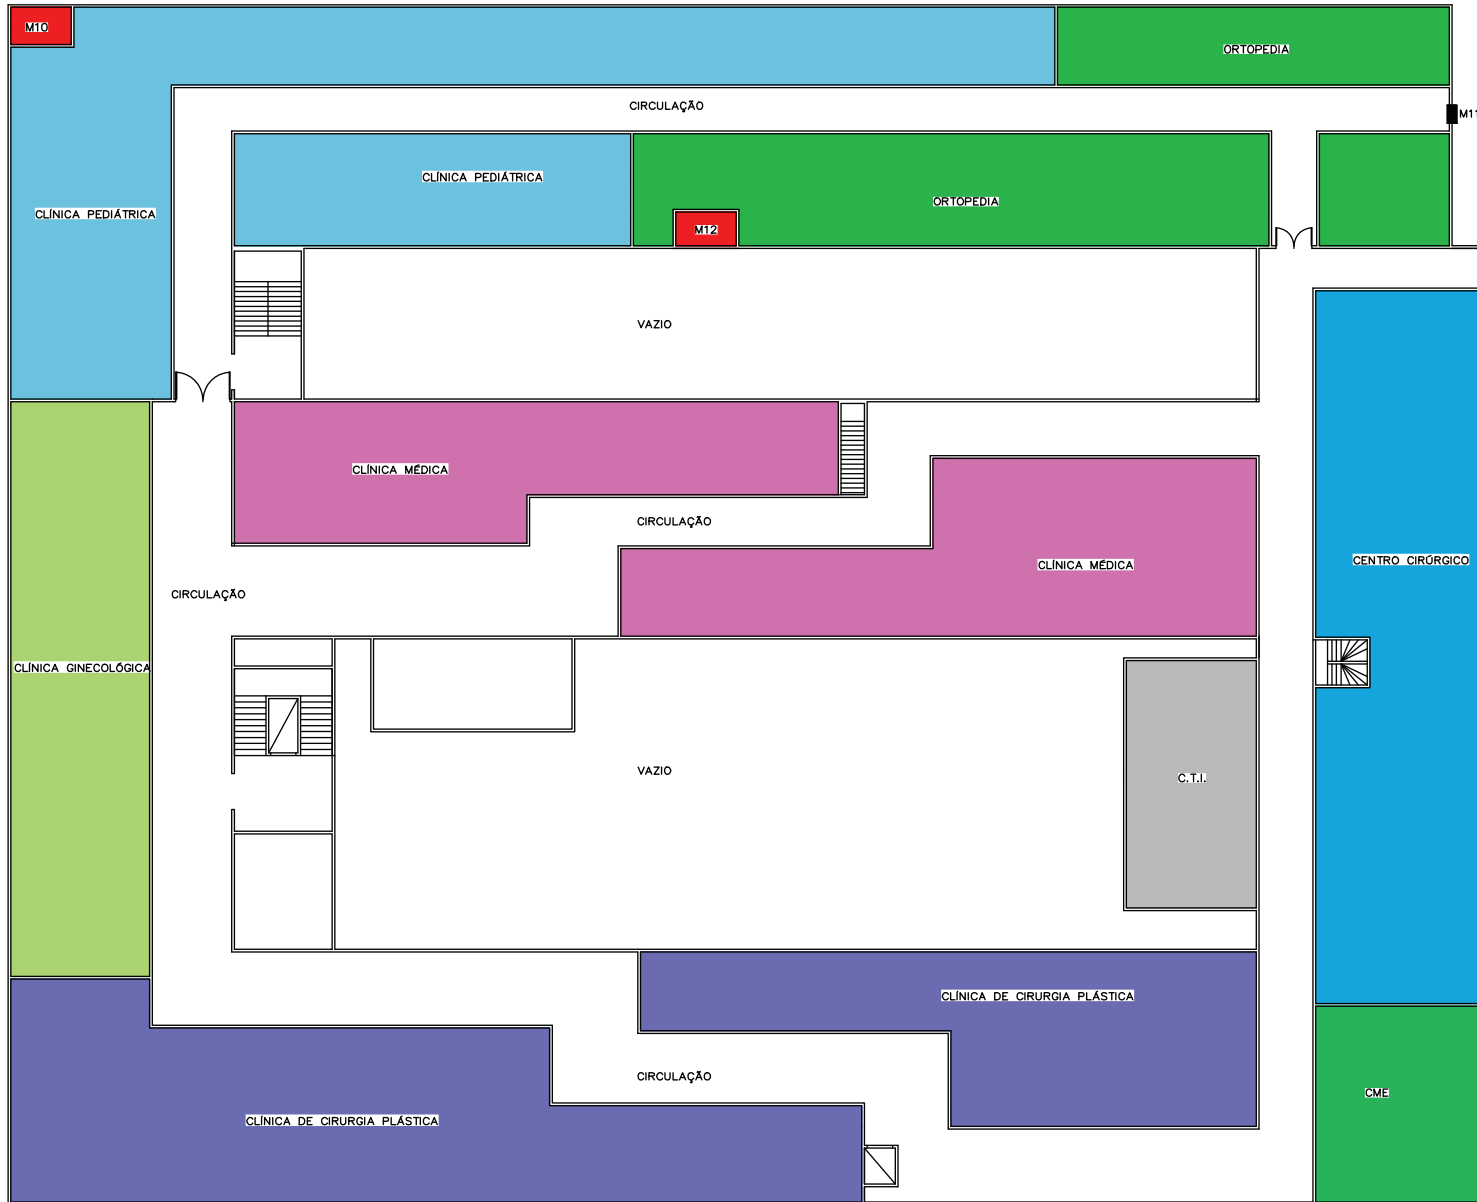 M10
ORTOPEDIA
CIRCULAÇÃO
M11
CLÍNICA PEDIÁTRICA
ORTOPEDIA
CLÍNICA PEDIÁTRICA
M12
VAZIO
CLÍNICA MÉDICA
CIRCULAÇÃO
CENTRO CIRÚRGICO
CLÍNICA MÉDICA
CIRCULAÇÃO
CLÍNICA GINECOLÓGICA
VAZIO
C.T.I.
CLÍNICA DE CIRURGIA PLÁSTICA
CIRCULAÇÃO
CME
CLÍNICA DE CIRURGIA PLÁSTICA